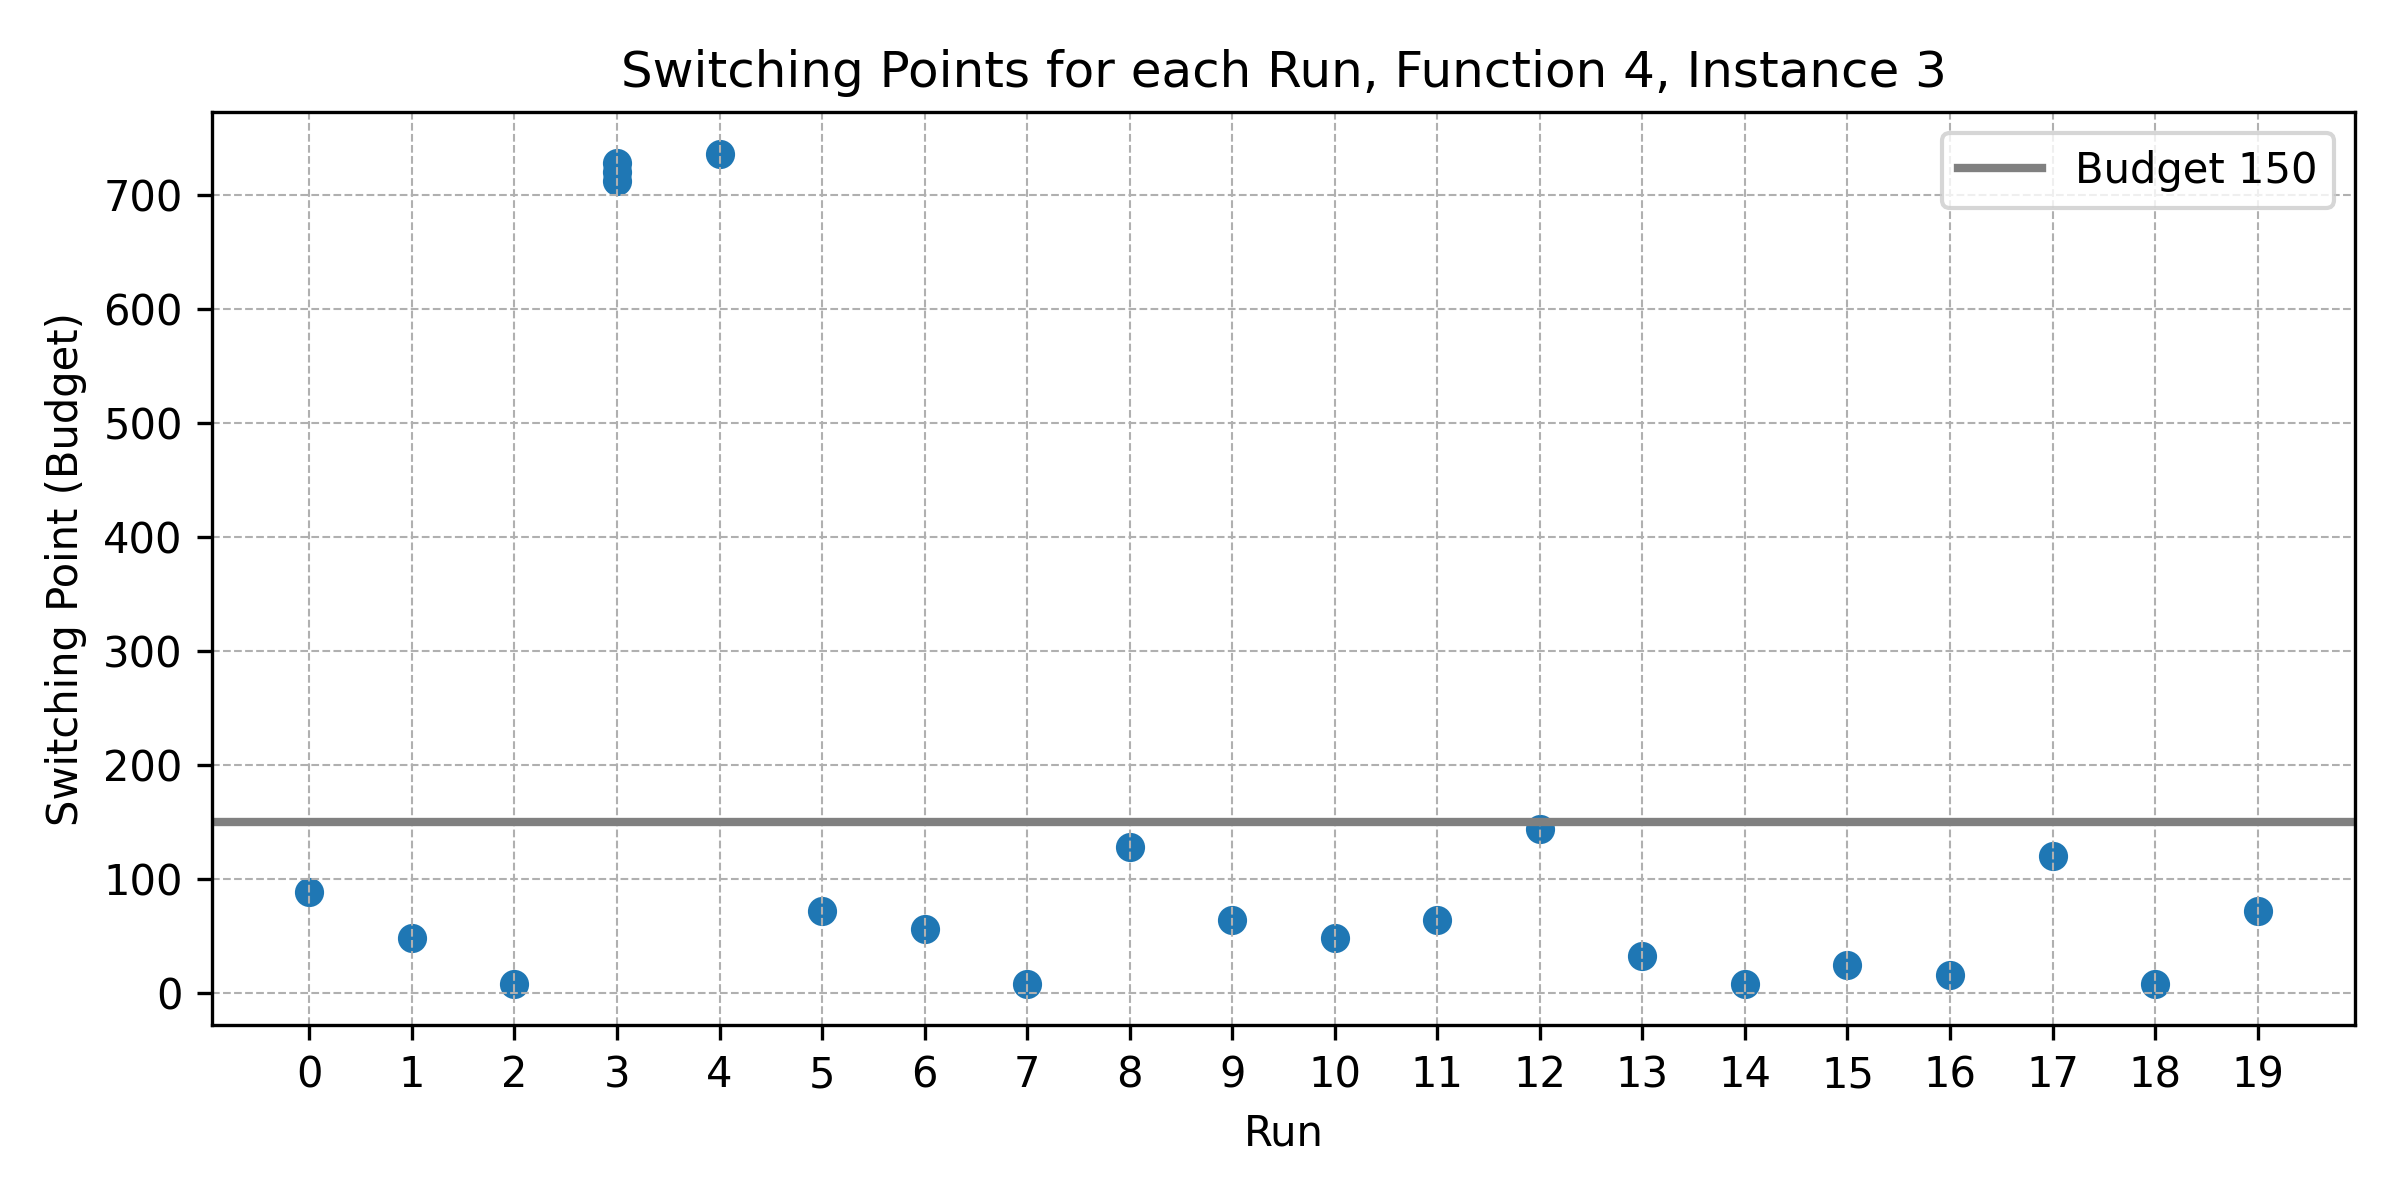 Switching Points for each Run, Function 4, Instance 3
Budget 150
Switching Point (Budget)
700
600
500
400
300
200
100
0
0 1 2 3 4 5 6 7 8 9 10 11 12 13 14 15 16 17 18 19
Run